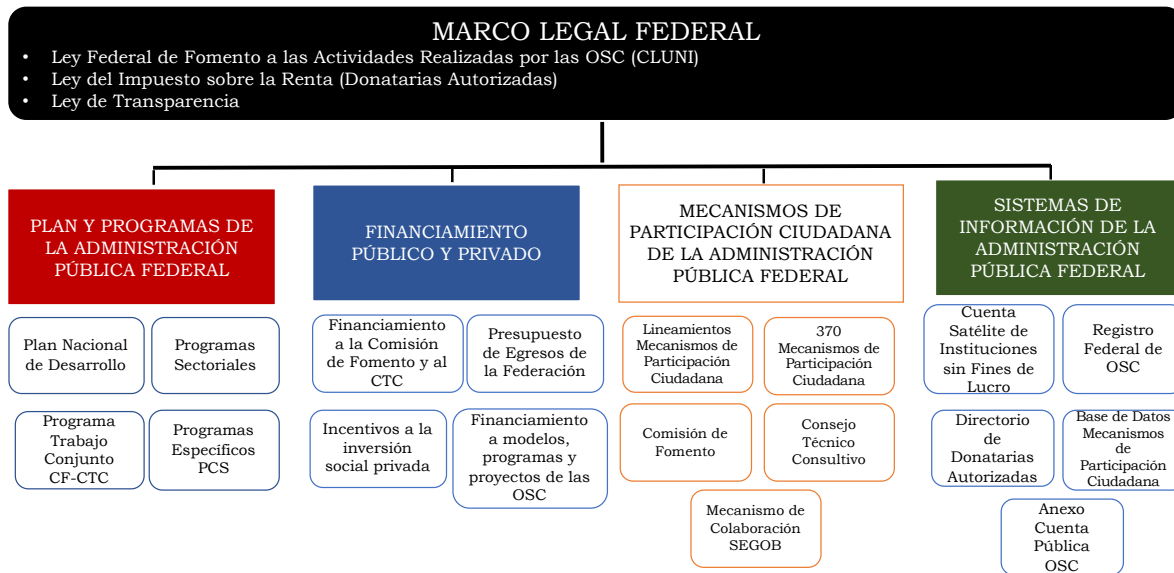 MARCO LEGAL FEDERAL
• Ley Federal de Fomento a las Actividades Realizadas por las OSC (CLUNI)
• Ley del Impuesto sobre la Renta (Donatarias Autorizadas)
• Ley de Transparencia
PLAN Y PROGRAMAS DE
LA ADMINISTRACIÓN
PÚBLICA FEDERAL
Plan Nacional
de Desarrollo
Programas
Sectoriales
Programa
Trabajo
Conjunto
CF-CTC
Programas
Específicos
PCS
FINANCIAMIENTO
PÚBLICO Y PRIVADO
Financiamiento
a la Comisión
de Fomento y al
CTC
Presupuesto
de Egresos de
la Federación
Incentivos a la
inversión
social privada
Financiamiento
a modelos,
programas y
proyectos de las
OSC
MECANISMOS DE
PARTICIPACIÓN CIUDADANA
DE LA ADMINISTRACIÓN
PÚBLICA FEDERAL
Lineamientos
Mecanismos de
Participación
Ciudadana
370
Mecanismos de
Participación
Ciudadana
Comisión de
Fomento
Consejo
Técnico
Consultivo
Mecanismo de
Colaboración
SEGOB
SISTEMAS DE
INFORMACIÓN DE LA
ADMINISTRACIÓN
PÚBLICA FEDERAL
Cuenta
Satélite de
Instituciones
sin Fines de
Lucro
Registro
Federal de
OSC
Directorio
de
Donatarias
Autorizadas
Base de Datos
Mecanismos
de
Participación
Ciudadana
Anexo
Cuenta
Pública
OSC